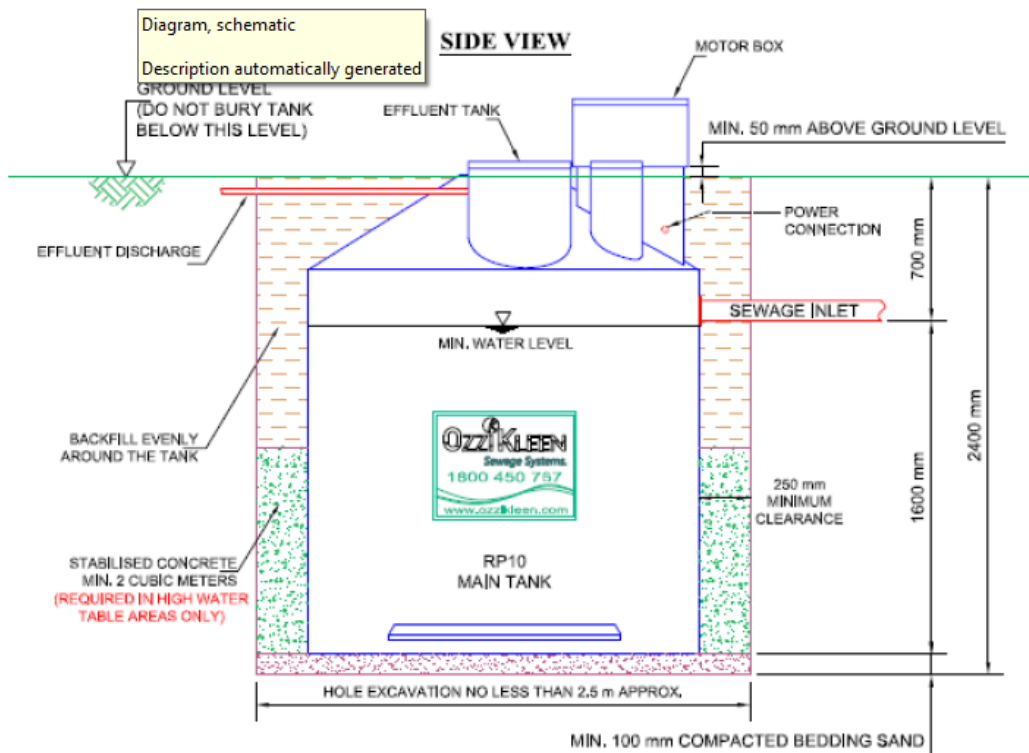 Diagram, schematic
Description automatically generated
SIDE VIEW
MOTOR BOX
GROUND LEVEL
(DO NOT BURY TANK
BELOW THIS LEVEL)
EFFLUENT TANK
MIN. 50 mm ABOVE GROUND LEVEL
POWER
CONNECTION
EFFLUENT DISCHARGE
700 mm
SEWAGE INLET
MIN. WATER LEVEL
BACKFILL EVENLY
AROUND THE TANK
OZZI KLEEN
Sewage Systems.
1800 450 767
www.ozzikleen.com
2400 mm
1600 mm
250 mm
MINIMUM
CLEARANCE
STABILISED CONCRETE
MIN. 2 CUBIC METERS
(REQUIRED IN HIGH WATER
TABLE AREAS ONLY)
RP10
MAIN TANK
HOLE EXCAVATION NO LESS THAN 2.5 m APPROX.
MIN. 100 mm COMPACTED BEDDING SAND